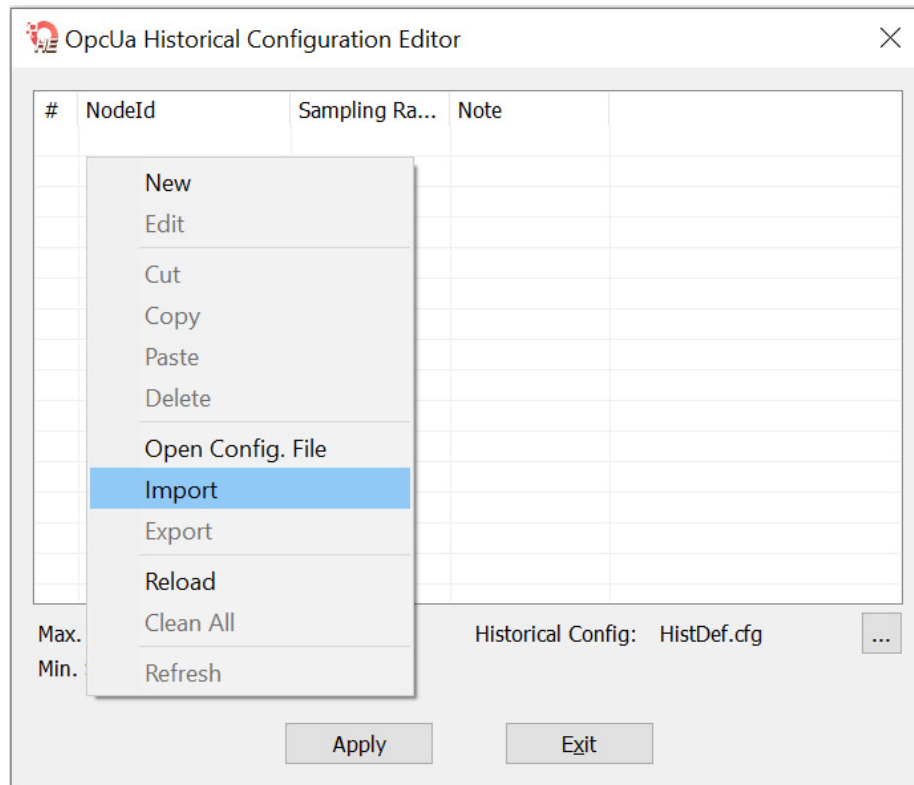 OpcUa Historical Configuration Editor
# NodeId Sampling Ra... Note
New
Edit
Cut
Copy
Paste
Delete
Open Config. File
Import
Export
Reload
Clean All
Refresh
Max.
Min.
Historical Config: HistDef.cfg ...
Apply Exit